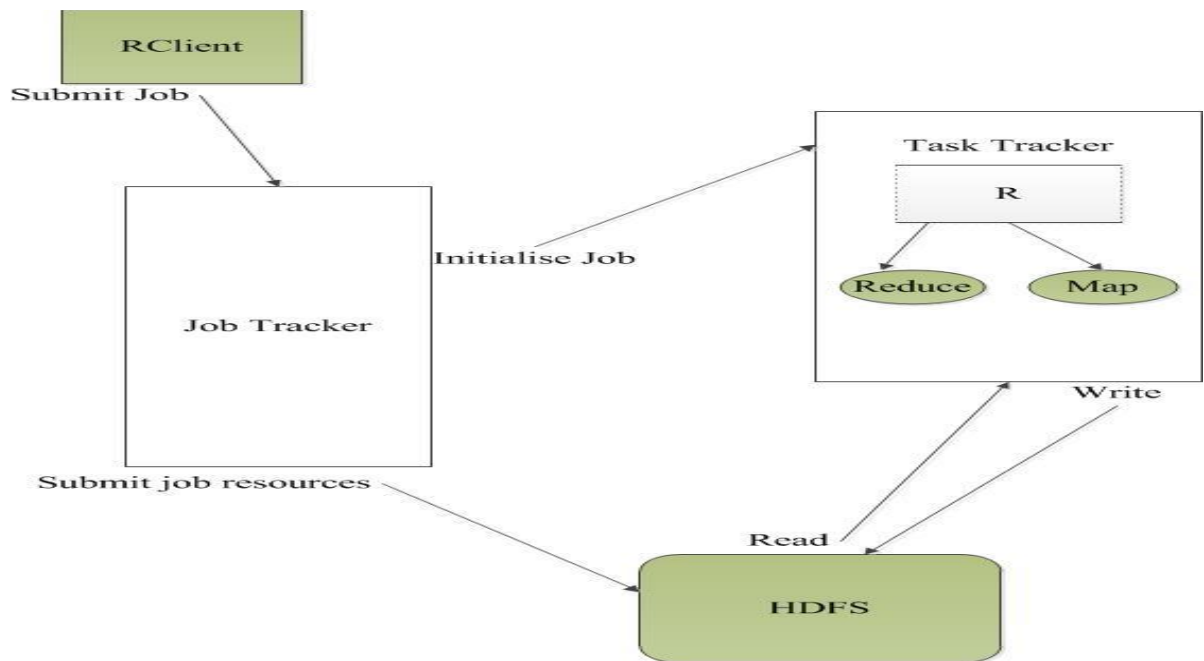 RClient
Submit Job
Task Tracker
R
Initialise Job
Reduce
Map
Job Tracker
Write
Submit job resources
Read
HDFS